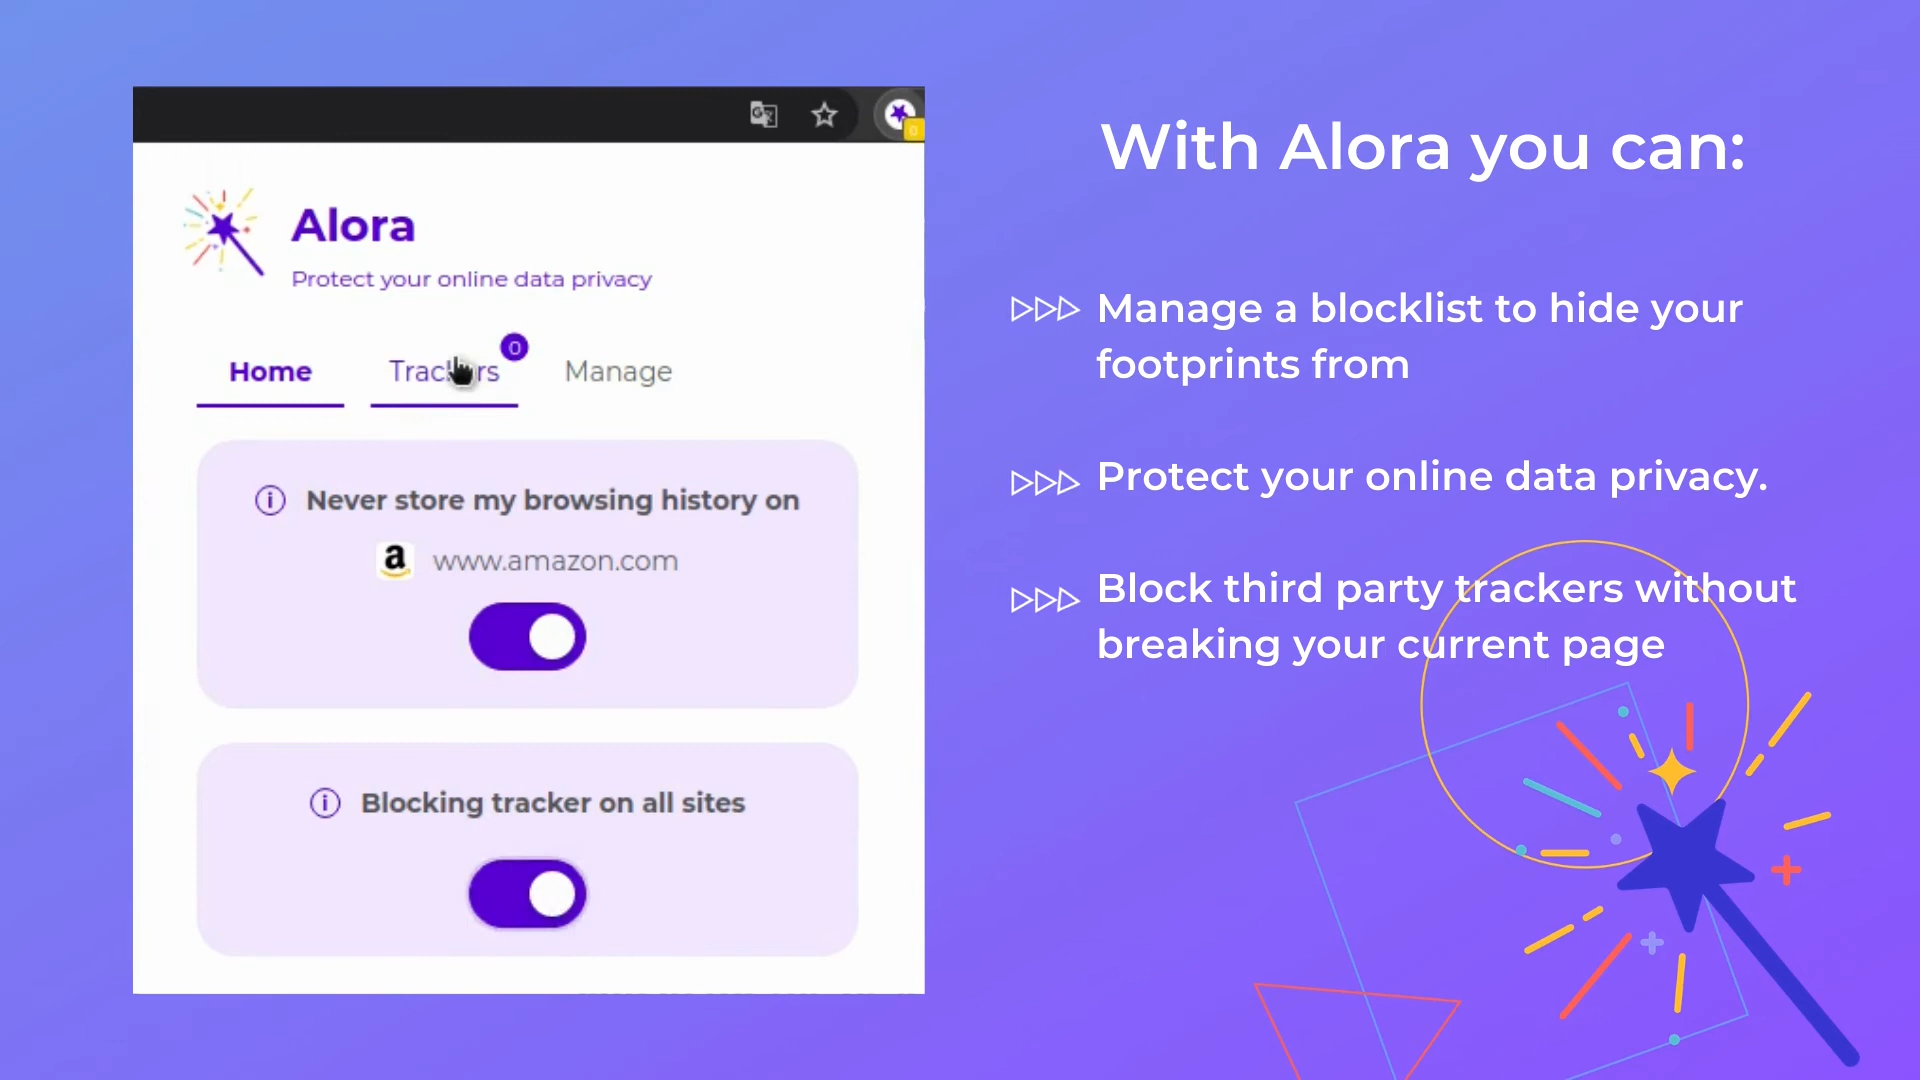 Alora
Protect your online data privacy
0
Home
Trackers
0
Manage
Never store my browsing history on
a www.amazon.com
Blocking tracker on all sites
With Alora you can:
Manage a blocklist to hide your
footprints from
Protect your online data privacy.
Block third party trackers without
breaking your current page